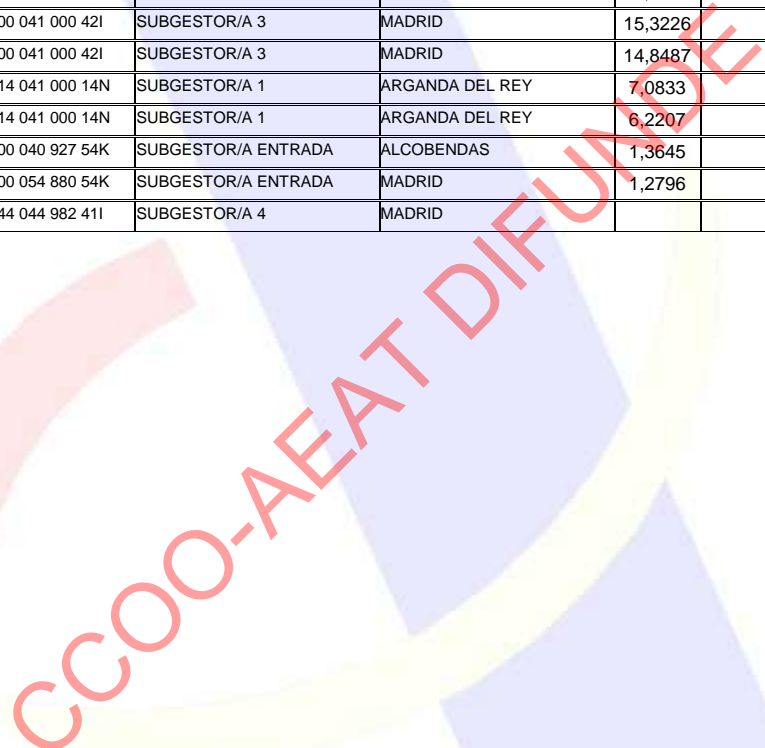 00 041 000 42I SUBGESTOR/A 3 MADRID 15,3226
00 041 000 42I SUBGESTOR/A 3 MADRID 14,8487
14 041 000 14N SUBGESTOR/A 1 ARGANDA DEL REY 7,0833
14 041 000 14N SUBGESTOR/A 1 ARGANDA DEL REY 6,2207
00 040 927 54K SUBGESTOR/A ENTRADA ALCOBENDAS 1,3645
00 054 880 54K SUBGESTOR/A ENTRADA MADRID 1,2796
44 044 982 41I SUBGESTOR/A 4 MADRID
CCOO-AEAT DIFUNDE